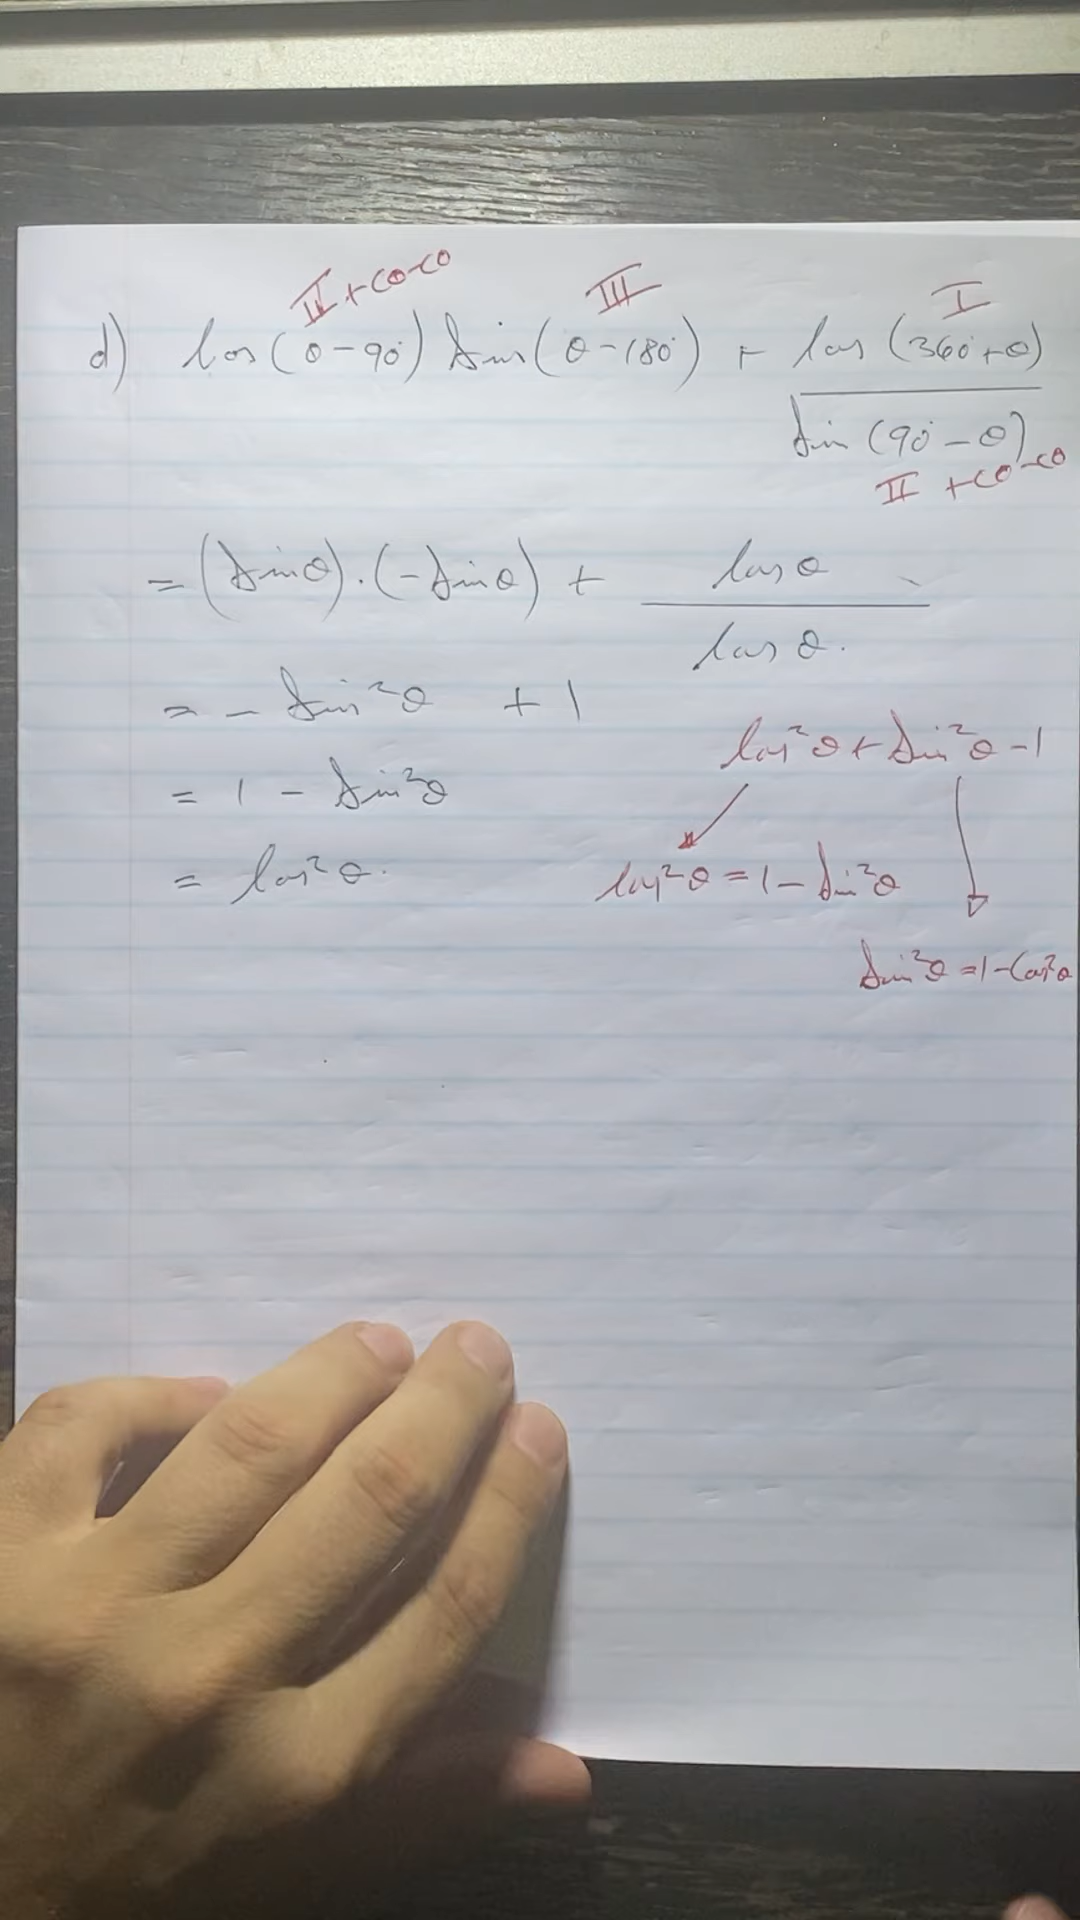 II + co-co III I
d) cos(θ-90°) sin(θ-180°) + cos(360°+θ)
sin(90°-θ)
II + co-co
= (sinθ).(-sinθ) + cosθ
cosθ.
= - sin²θ + 1
cos²θ + sin²θ - 1
= 1 - sin²θ
= cos²θ.
cos²θ = 1 - sin²θ
sin²θ = 1 - cos²θ